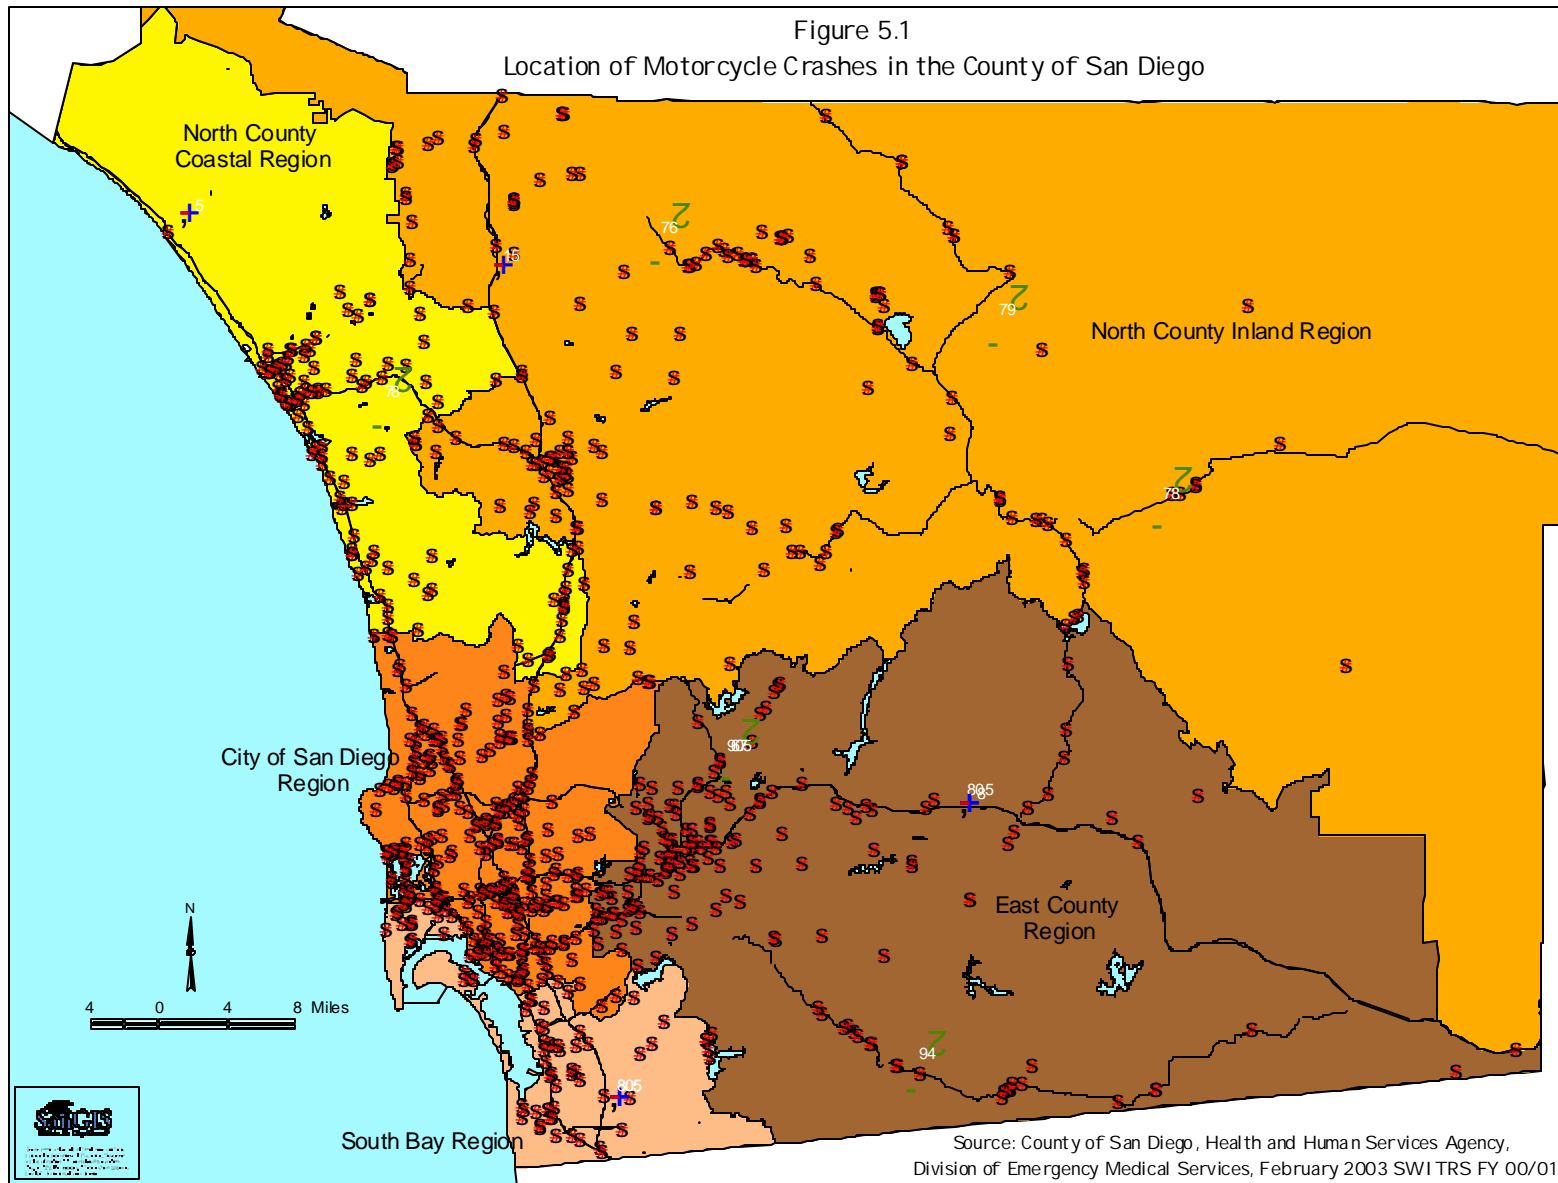 Figure 5.1
Location of Motorcycle Crashes in the County of San Diego
North County
Coastal Region
5
15
76
79
North County Inland Region
78
78
City of San Diego
Region
805
8
East County
Region
N
4 0 4 8 Miles
94
805
South Bay Region
SanGIS
Source: County of San Diego, Health and Human Services Agency,
Division of Emergency Medical Services, February 2003 SWITRS FY 00/01